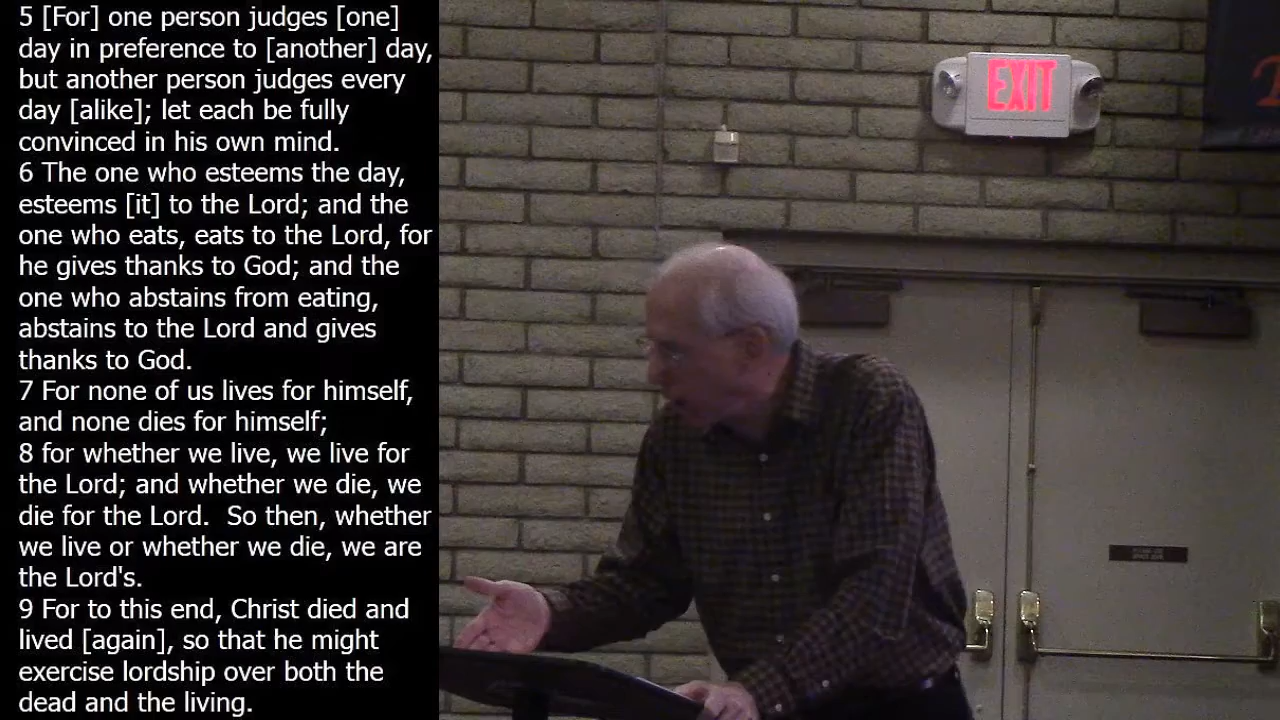 5 [For] one person judges [one]
day in preference to [another] day,
but another person judges every
day [alike]; let each be fully
convinced in his own mind.
6 The one who esteems the day,
esteems [it] to the Lord; and the
one who eats, eats to the Lord, for
he gives thanks to God; and the
one who abstains from eating,
abstains to the Lord and gives
thanks to God.
7 For none of us lives for himself,
and none dies for himself;
8 for whether we live, we live for
the Lord; and whether we die, we
die for the Lord.  So then, whether
we live or whether we die, we are
the Lord's.
9 For to this end, Christ died and
lived [again], so that he might
exercise lordship over both the
dead and the living.
EXIT